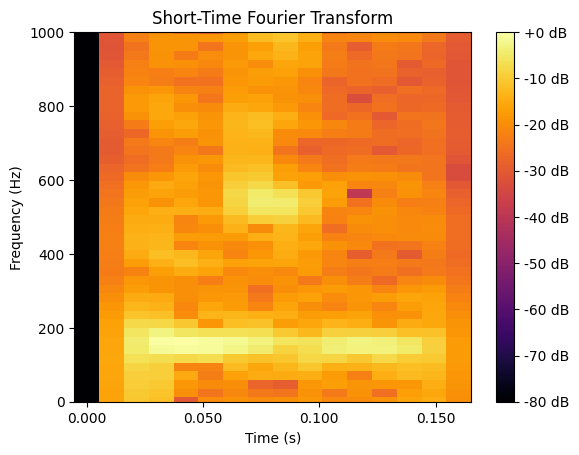 Short-Time Fourier Transform
Frequency (Hz)
1000
800
600
400
200
0
0.000
0.050
0.100
0.150
Time (s)
+0 dB
-10 dB
-20 dB
-30 dB
-40 dB
-50 dB
-60 dB
-70 dB
-80 dB